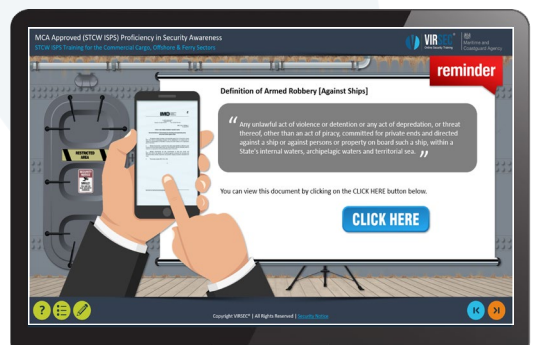 MCA Approved (STCW ISPS) Proficiency in Security Awareness
STCW ISPS Training for the Commercial Cargo, Offshore & Ferry Sectors
VIRSEC®
Online Security Training
Maritime and
Coastguard Agency
reminder
Definition of Armed Robbery [Against Ships]
“ Any unlawful act of violence or detention or any act of depredation, or threat
thereof, other than an act of piracy, committed for private ends and directed
against a ship or against persons or property on board such a ship, within a
State's internal waters, archipelagic waters and territorial sea. ”
You can view this document by clicking on the CLICK HERE button below.
CLICK HERE
RESTRICTED
AREA
IMO
?
Copyright VIRSEC® | All Rights Reserved | Security Notice